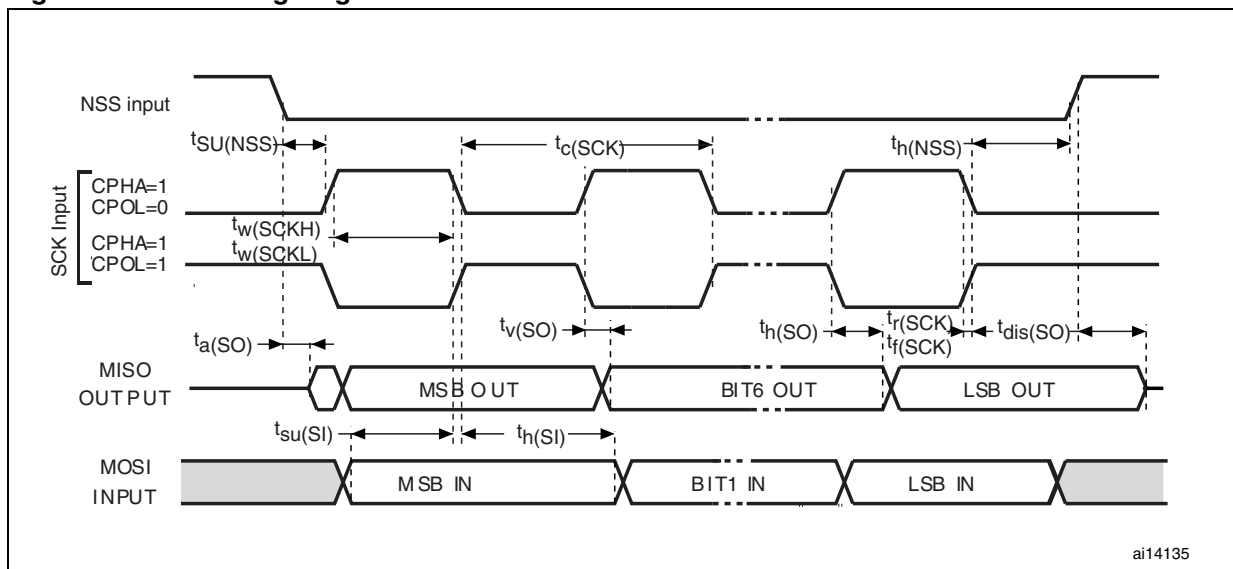 NSS input
tSU(NSS)
tc(SCK)
th(NSS)
SCK Input
CPHA=1
CPOL=0
tw(SCKH)
CPHA=1
tw(SCKL)
CPOL=1
tv(SO)
th(SO)
tr(SCK)
tf(SCK)
tdis(SO)
ta(SO)
MISO
OUTPUT
MSB OUT
BIT6 OUT
LSB OUT
tsu(SI)
th(SI)
MOSI
INPUT
MSB IN
BIT1 IN
LSB IN
ai14135